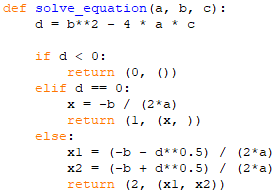 def solve_equation(a, b, c):
    d = b**2 - 4 * a * c

    if d < 0:
        return (0, ())
    elif d == 0:
        x = -b / (2*a)
        return (1, (x, ))
    else:
        x1 = (-b - d**0.5) / (2*a)
        x2 = (-b + d**0.5) / (2*a)
        return (2, (x1, x2))